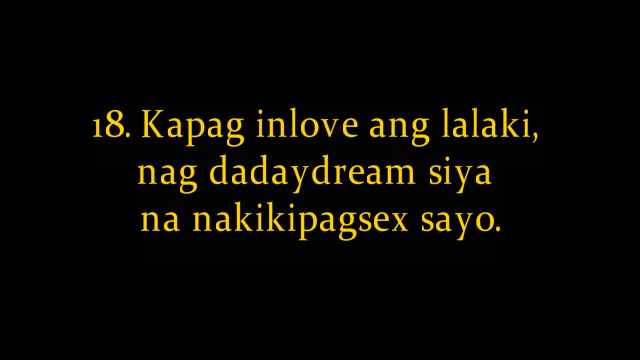 18. Kapag inlove ang lalaki,
nag dadaydream siya
na nakikipagsex sayo.